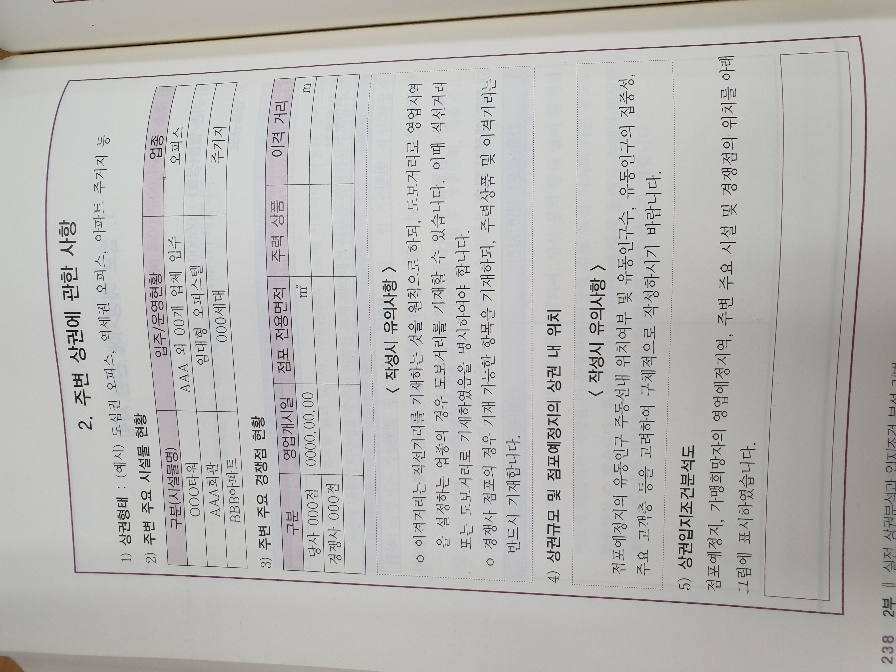 2. 주변 상권에 관한 사항
1) 상권형태 : (예시) 도심권 오피스, 역세권 오피스, 아파트 주거지 등
2) 주변 주요 시설물 현황
구분(시설물명) 입주/운영현황 업종
OOO타워 AAA 외 00개 업체 입주 오피스
AAA회관 임대형 오피스텔
BBB아파트 000세대 주거지
3) 주변 주요 경쟁점 현황
구분 영업개시일 점포 전용면적 주력 상품 이격 거리
당사 000점 0000.00.00 ㎡ m
경쟁사 000점
< 작성시 유의사항 >
ㅇ 이격거리는 직선거리를 기재하는 것을 원칙으로 하되, 도보거리로 영업지역
을 설정하는 업종의 경우 도보거리를 기재할 수 있습니다. 이때 직선거리
또는 도보거리로 기재하였음을 명시하여야 합니다.
ㅇ 경쟁사 점포의 경우 기재 가능한 항목을 기재하되, 주력상품 및 이격거리는
반드시 기재합니다.
4) 상권규모 및 점포예정지의 상권 내 위치
< 작성시 유의사항 >
점포예정지의 유동인구 주동선내 위치여부 및 유동인구수, 유동인구의 집중성,
주요 고객층 등을 고려하여 구체적으로 작성하시기 바랍니다.
5) 상권입지조건분석도
점포예정지, 가맹희망자의 영업예정지역, 주변 주요 시설 및 경쟁점의 위치를 아래
그림에 표시하였습니다.
238 2부 || 실전 상권분석과 입지조건 분석